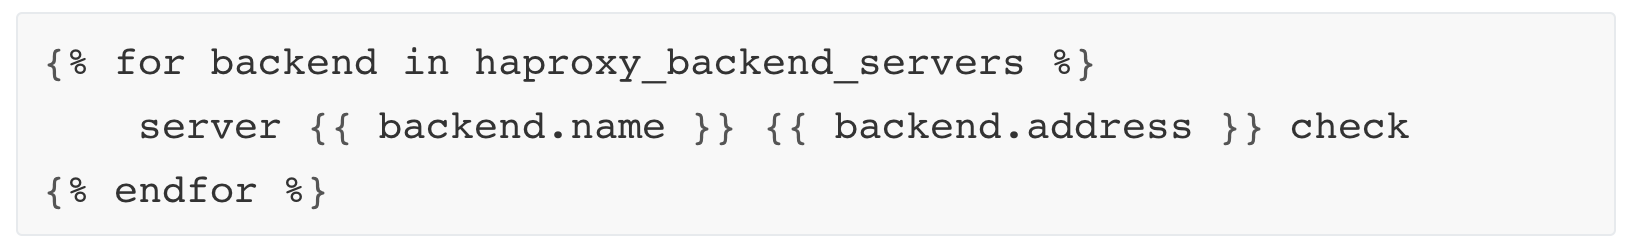 {% for backend in haproxy_backend_servers %}
    server {{ backend.name }} {{ backend.address }} check
{% endfor %}